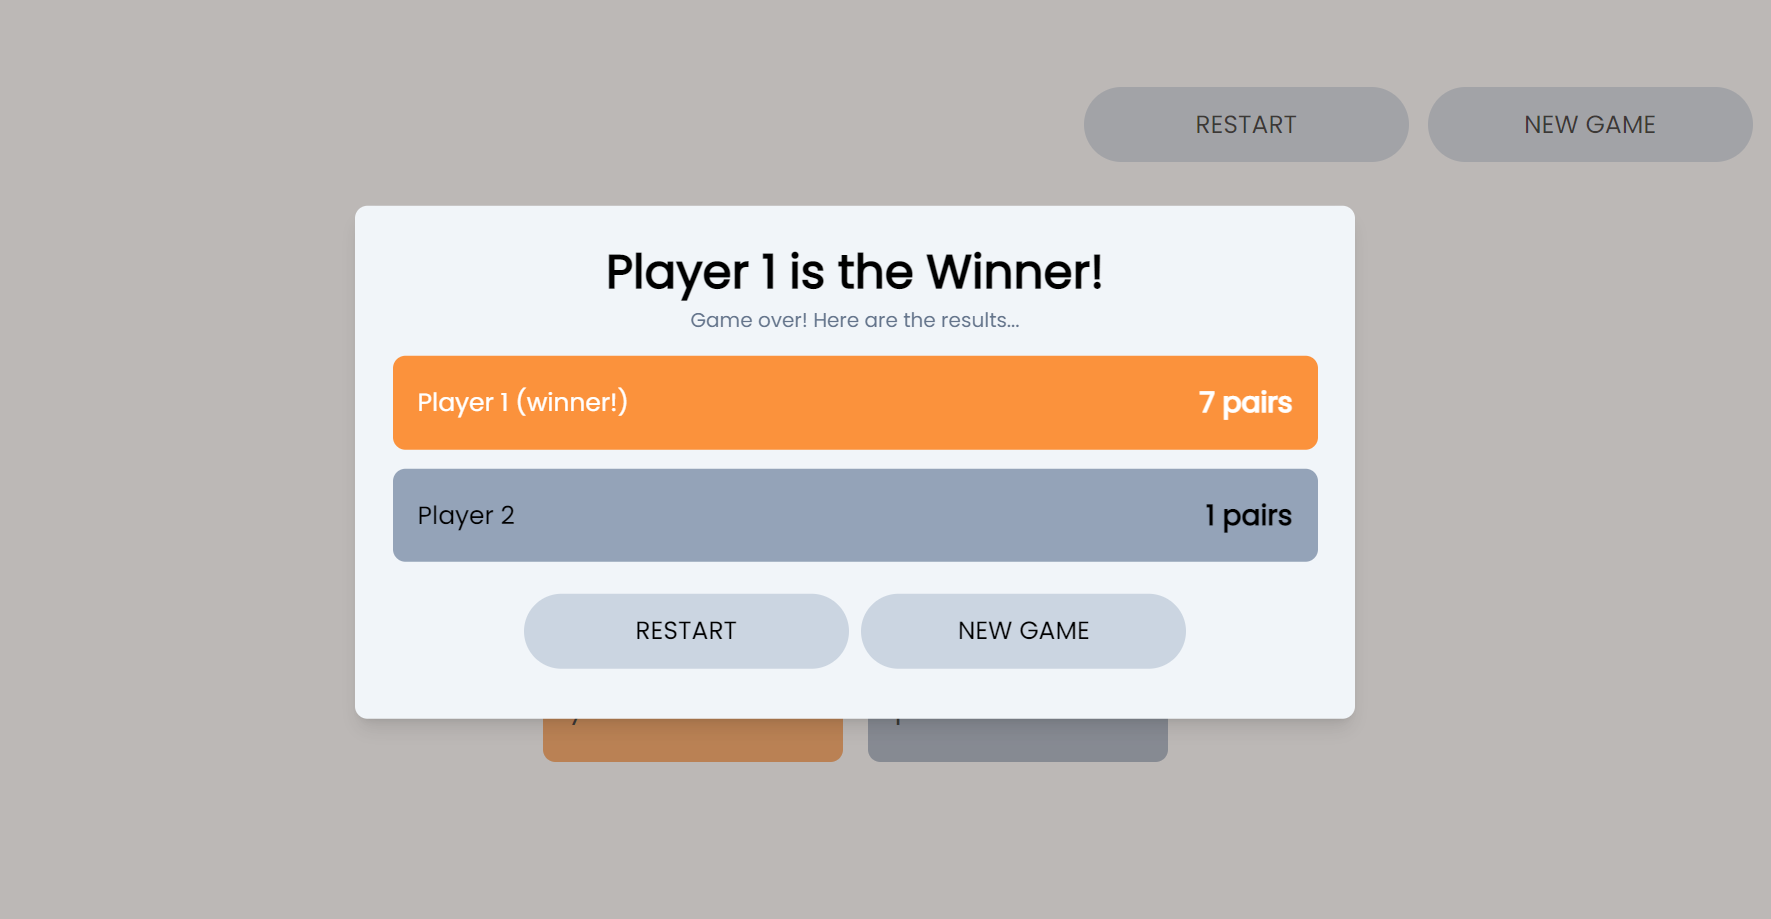 RESTART
NEW GAME
Player 1 is the Winner!
Game over! Here are the results...
Player 1 (winner!)
7 pairs
Player 2
1 pairs
RESTART
NEW GAME